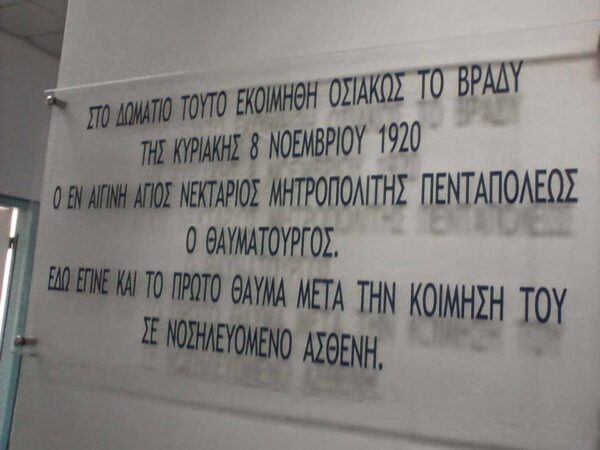 ΣΤΟ ΔΩΜΑΤΙΟ ΤΟΥΤΟ ΕΚΟΙΜΗΘΗ ΟΣΙΑΚΩΣ ΤΟ ΒΡΑΔΥ
ΤΗΣ ΚΥΡΙΑΚΗΣ 8 ΝΟΕΜΒΡΙΟΥ 1920
Ο ΕΝ ΑΙΓΙΝΗ ΑΓΙΟΣ ΝΕΚΤΑΡΙΟΣ ΜΗΤΡΟΠΟΛΙΤΗΣ ΠΕΝΤΑΠΟΛΕΩΣ
Ο ΘΑΥΜΑΤΟΥΡΓΟΣ.
ΕΔΩ ΕΓΙΝΕ ΚΑΙ ΤΟ ΠΡΩΤΟ ΘΑΥΜΑ ΜΕΤΑ ΤΗΝ ΚΟΙΜΗΣΗ ΤΟΥ
ΣΕ ΝΟΣΗΛΕΥΟΜΕΝΟ ΑΣΘΕΝΗ.